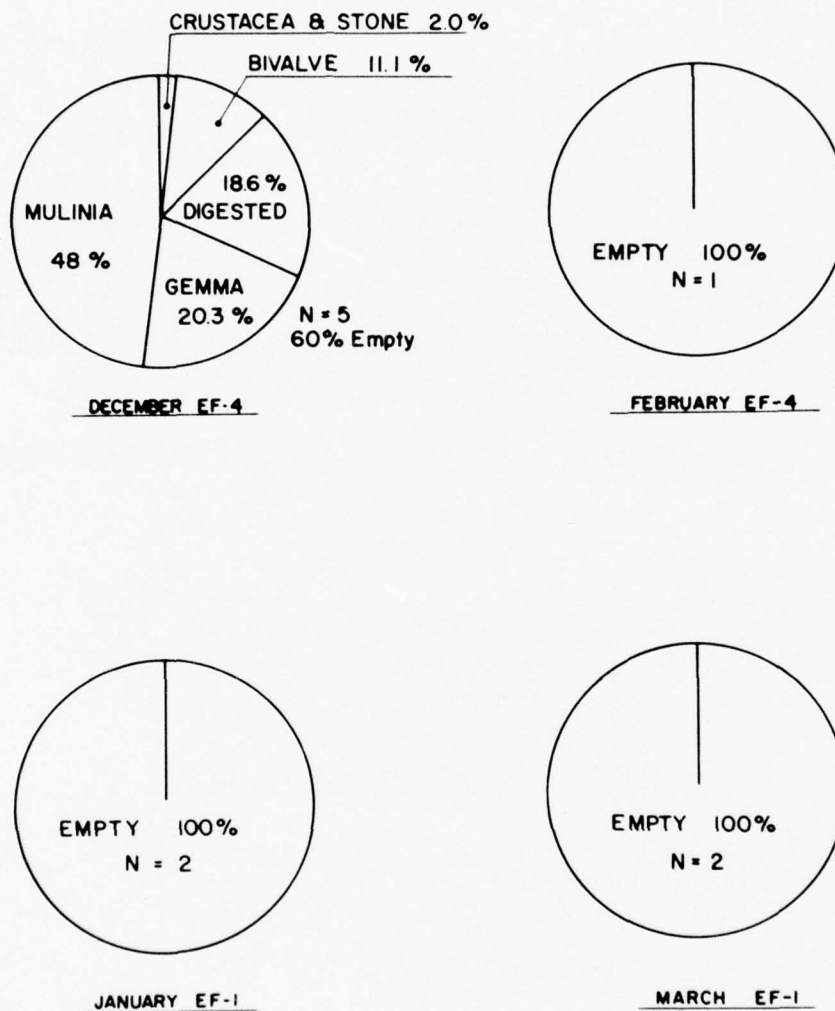 CRUSTACEA & STONE 2.0%
BIVALVE 11.1%
18.6%
DIGESTED
MULINIA
48%
GEMMA
20.3%
N = 5
60% Empty
DECEMBER EF-4
EMPTY 100%
N = 1
FEBRUARY EF-4
EMPTY 100%
N = 2
JANUARY EF-1
EMPTY 100%
N = 2
MARCH EF-1